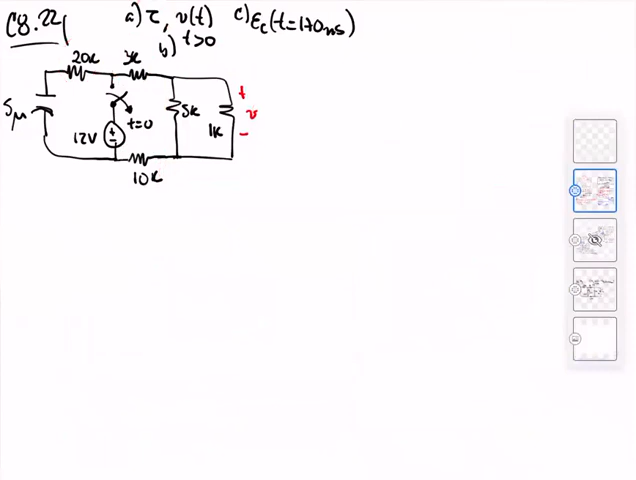 C8.22 a) τ, v(t) c) Ec(t=170ms)
b) t>0
20k 3k
5μ
t=0 5k + v -
12V + - 1k
10k